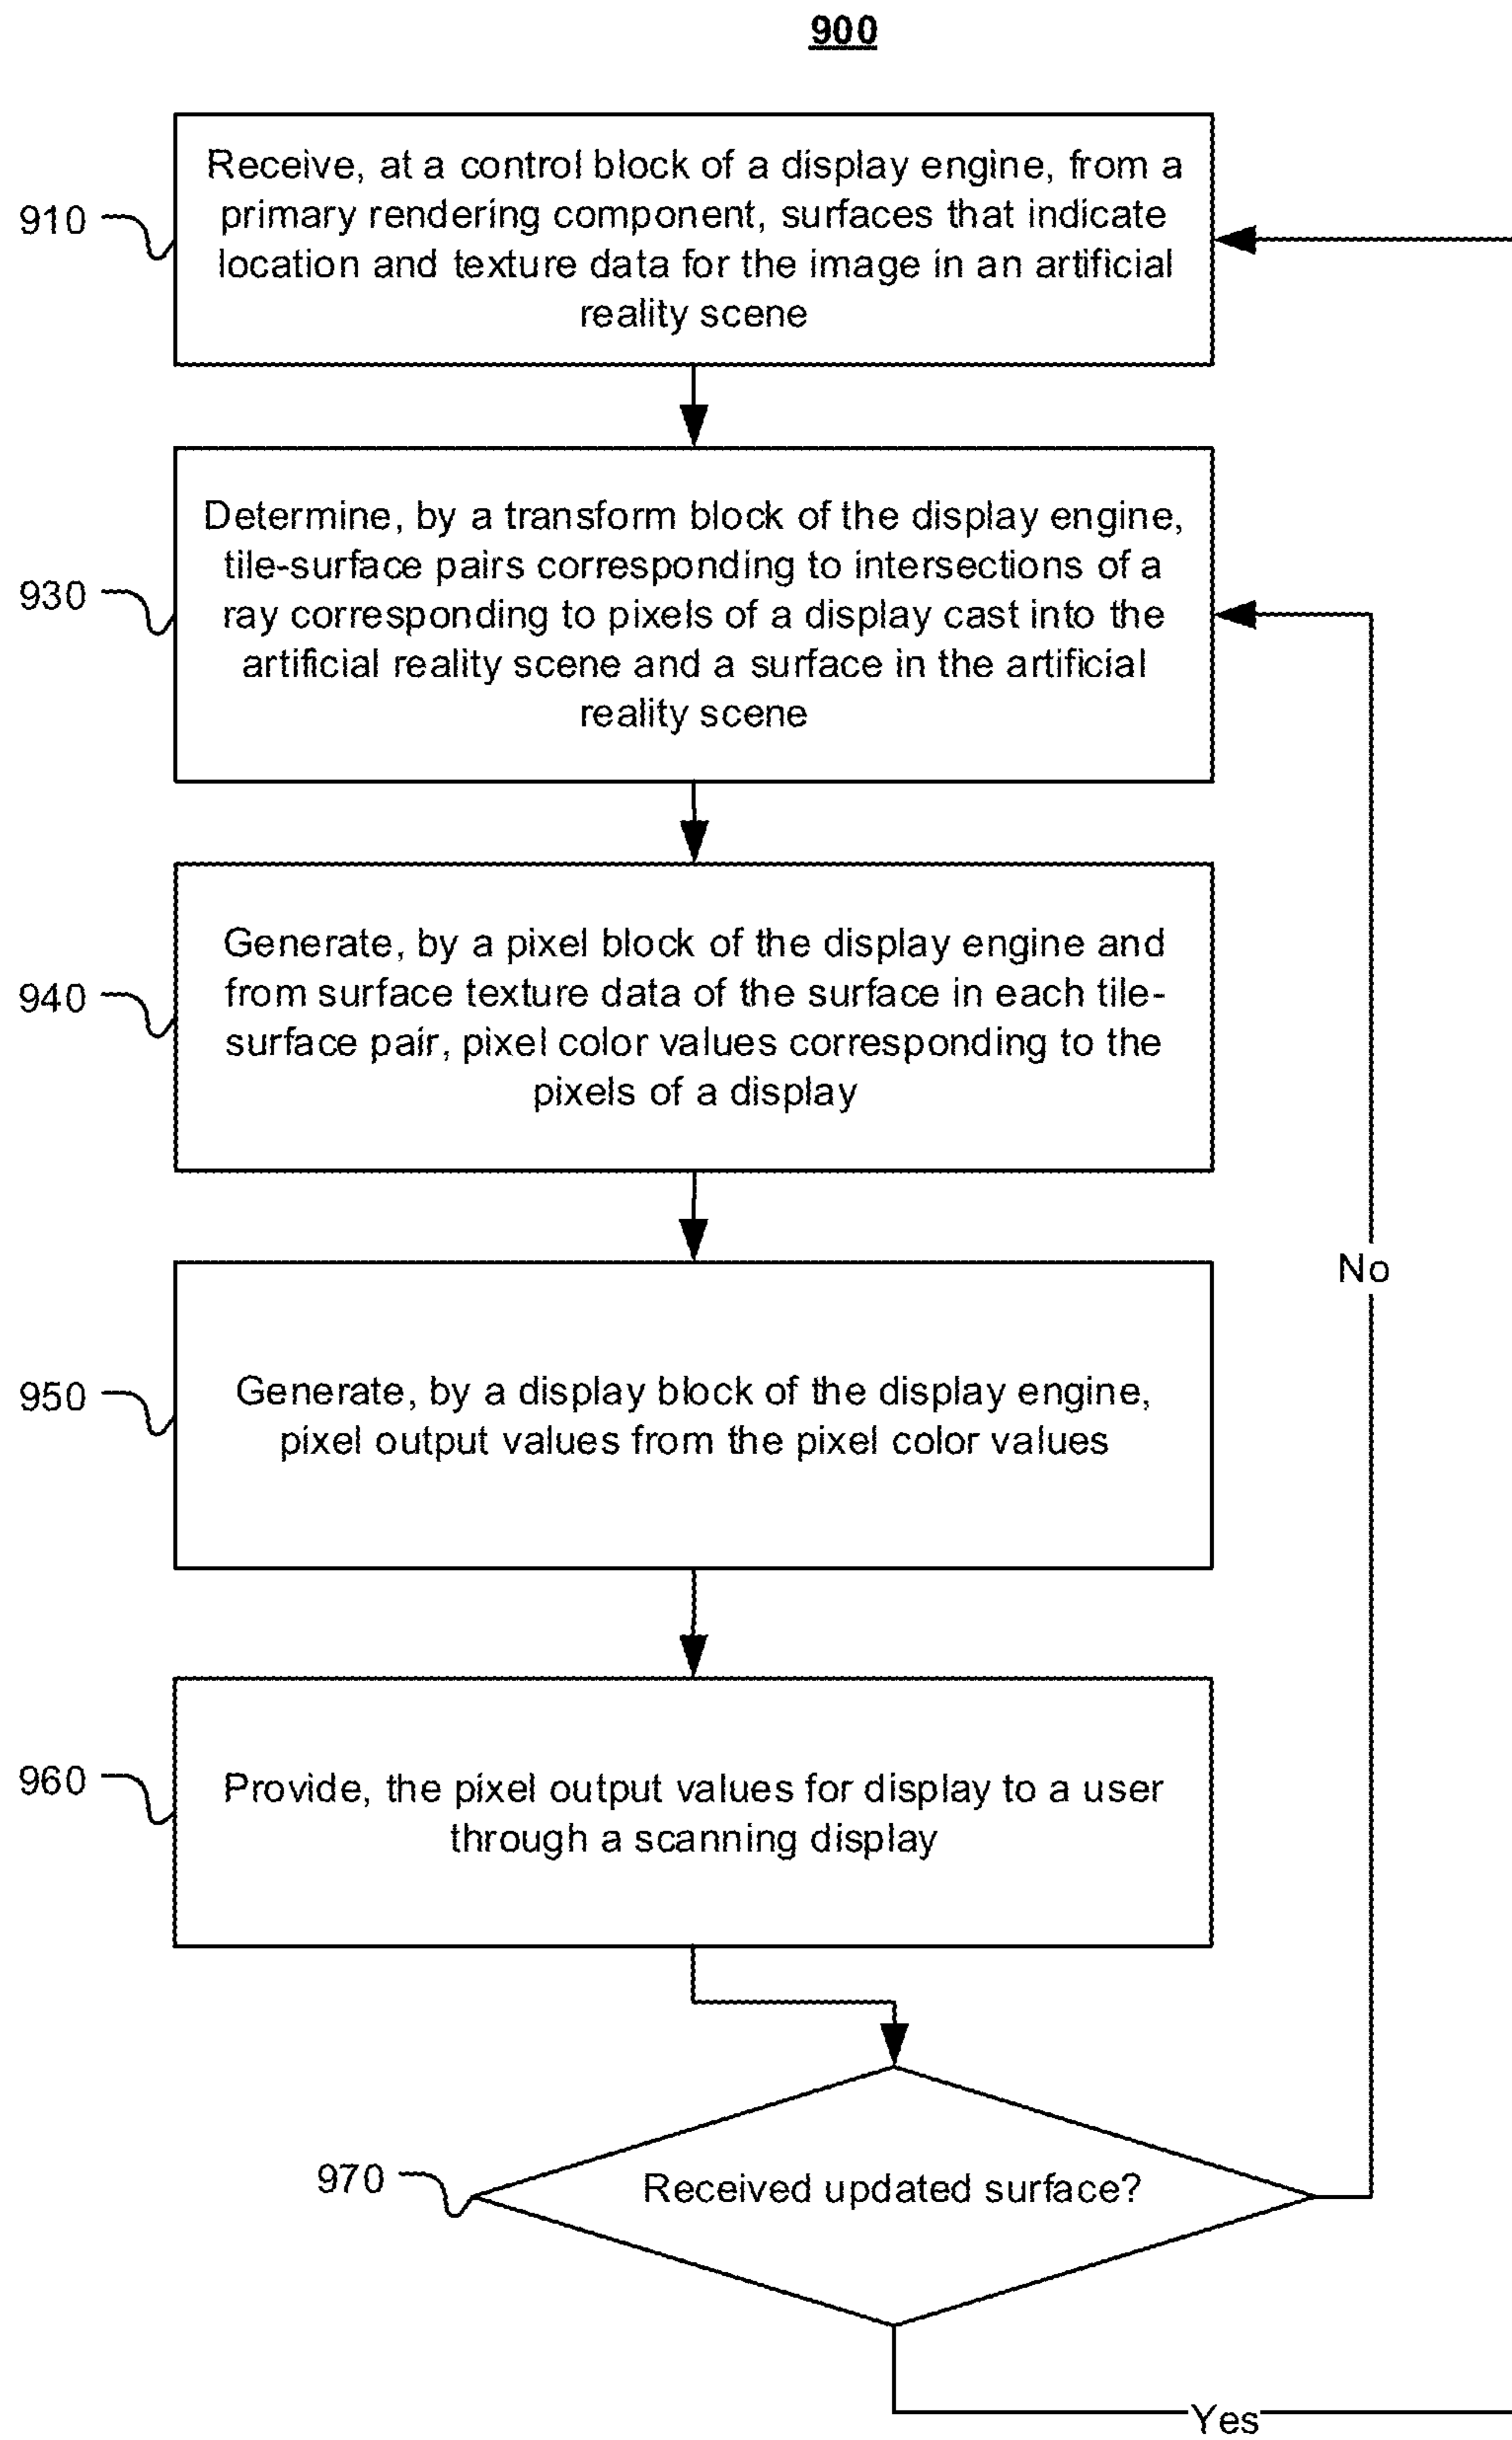 900
910
Receive, at a control block of a display engine, from a
primary rendering component, surfaces that indicate
location and texture data for the image in an artificial
reality scene
930
Determine, by a transform block of the display engine,
tile-surface pairs corresponding to intersections of a
ray corresponding to pixels of a display cast into the
artificial reality scene and a surface in the artificial
reality scene
940
Generate, by a pixel block of the display engine and
from surface texture data of the surface in each tile-
surface pair, pixel color values corresponding to the
pixels of a display
No
950
Generate, by a display block of the display engine,
pixel output values from the pixel color values
960
Provide, the pixel output values for display to a user
through a scanning display
970
Received updated surface?
Yes